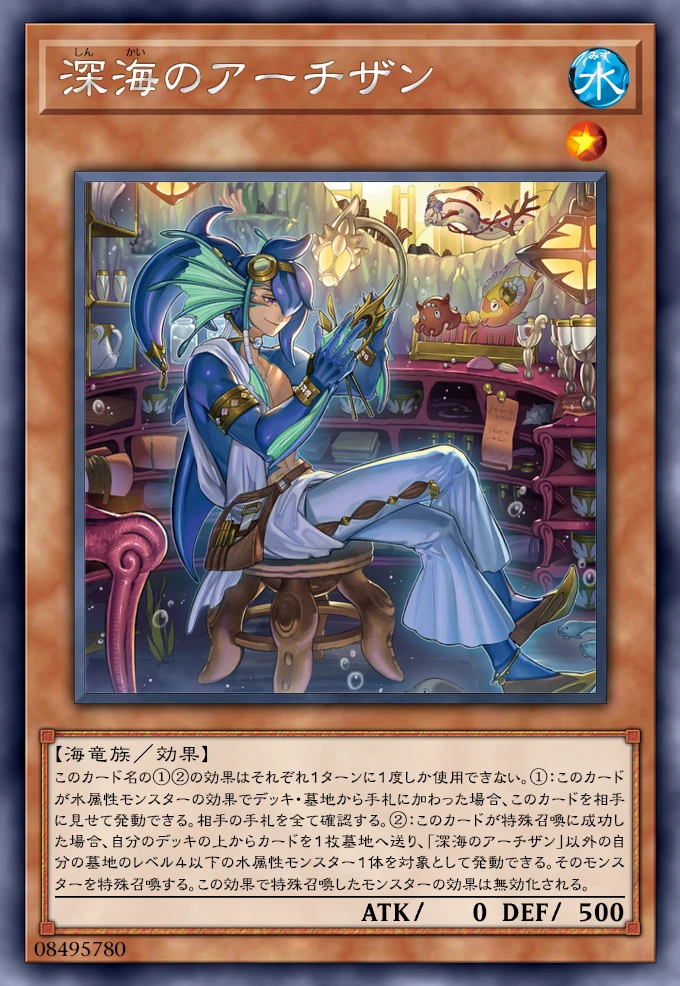 しんかい
深海のアーチザン
みず
水
【海竜族／効果】
このカード名の①②の効果はそれぞれ１ターンに１度しか使用できない。①：このカード
が水属性モンスターの効果でデッキ・墓地から手札に加わった場合、このカードを相手
に見せて発動できる。相手の手札を全て確認する。②：このカードが特殊召喚に成功し
た場合、自分のデッキの上からカードを１枚墓地へ送り、「深海のアーチザン」以外の自
分の墓地のレベル４以下の水属性モンスター１体を対象として発動できる。そのモンス
ターを特殊召喚する。この効果で特殊召喚したモンスターの効果は無効化される。
ATK/ 0 DEF/ 500
08495780